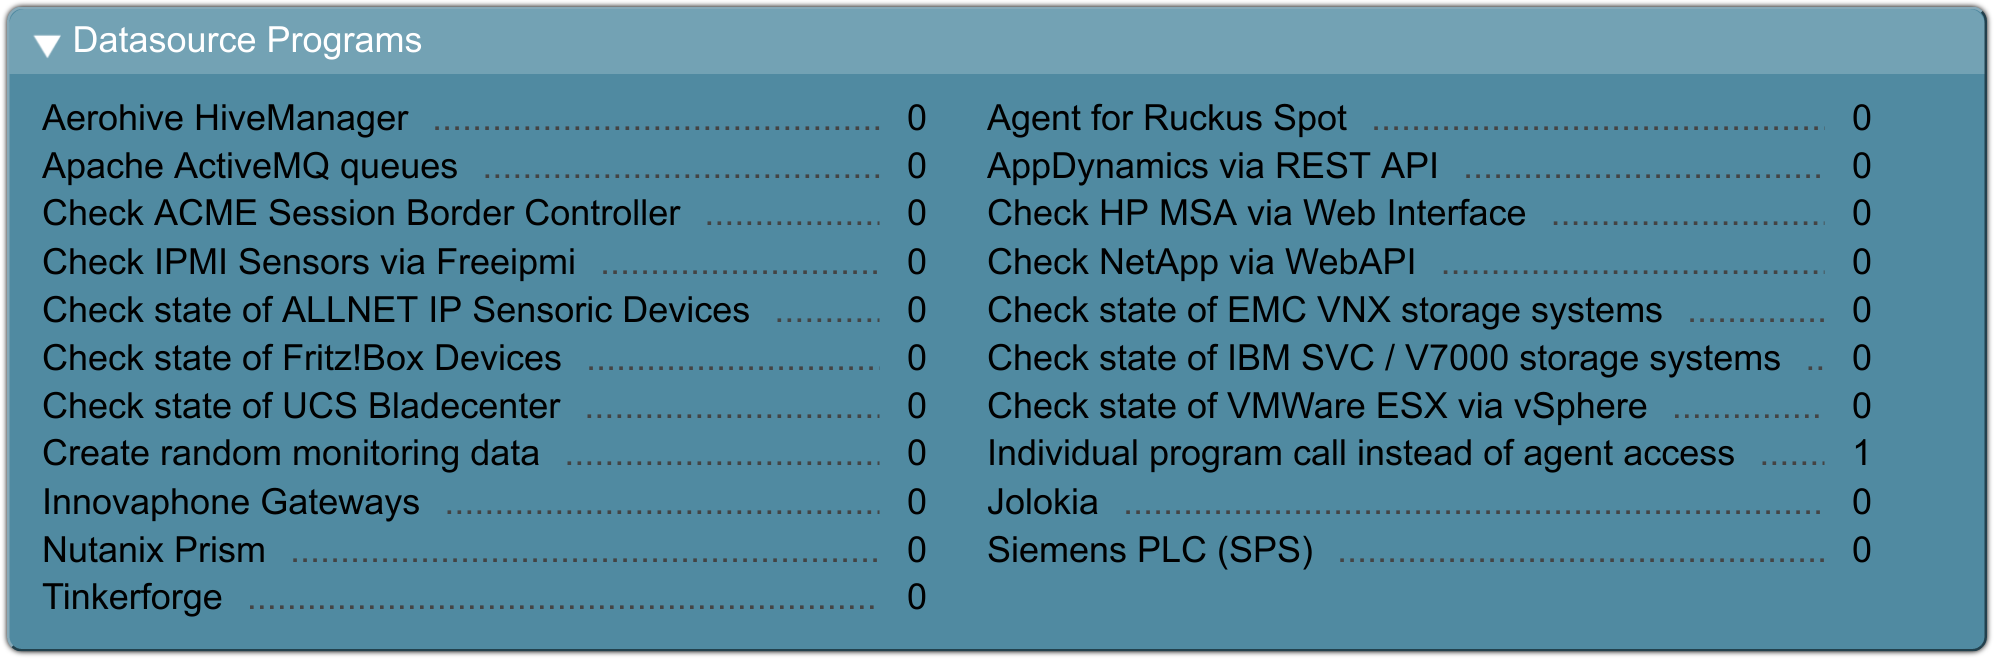 Datasource Programs
Aerohive HiveManager 0 Agent for Ruckus Spot 0
Apache ActiveMQ queues 0 AppDynamics via REST API 0
Check ACME Session Border Controller 0 Check HP MSA via Web Interface 0
Check IPMI Sensors via Freeipmi 0 Check NetApp via WebAPI 0
Check state of ALLNET IP Sensoric Devices 0 Check state of EMC VNX storage systems 0
Check state of Fritz!Box Devices 0 Check state of IBM SVC / V7000 storage systems 0
Check state of UCS Bladecenter 0 Check state of VMWare ESX via vSphere 0
Create random monitoring data 0 Individual program call instead of agent access 1
Innovaphone Gateways 0 Jolokia 0
Nutanix Prism 0 Siemens PLC (SPS) 0
Tinkerforge 0